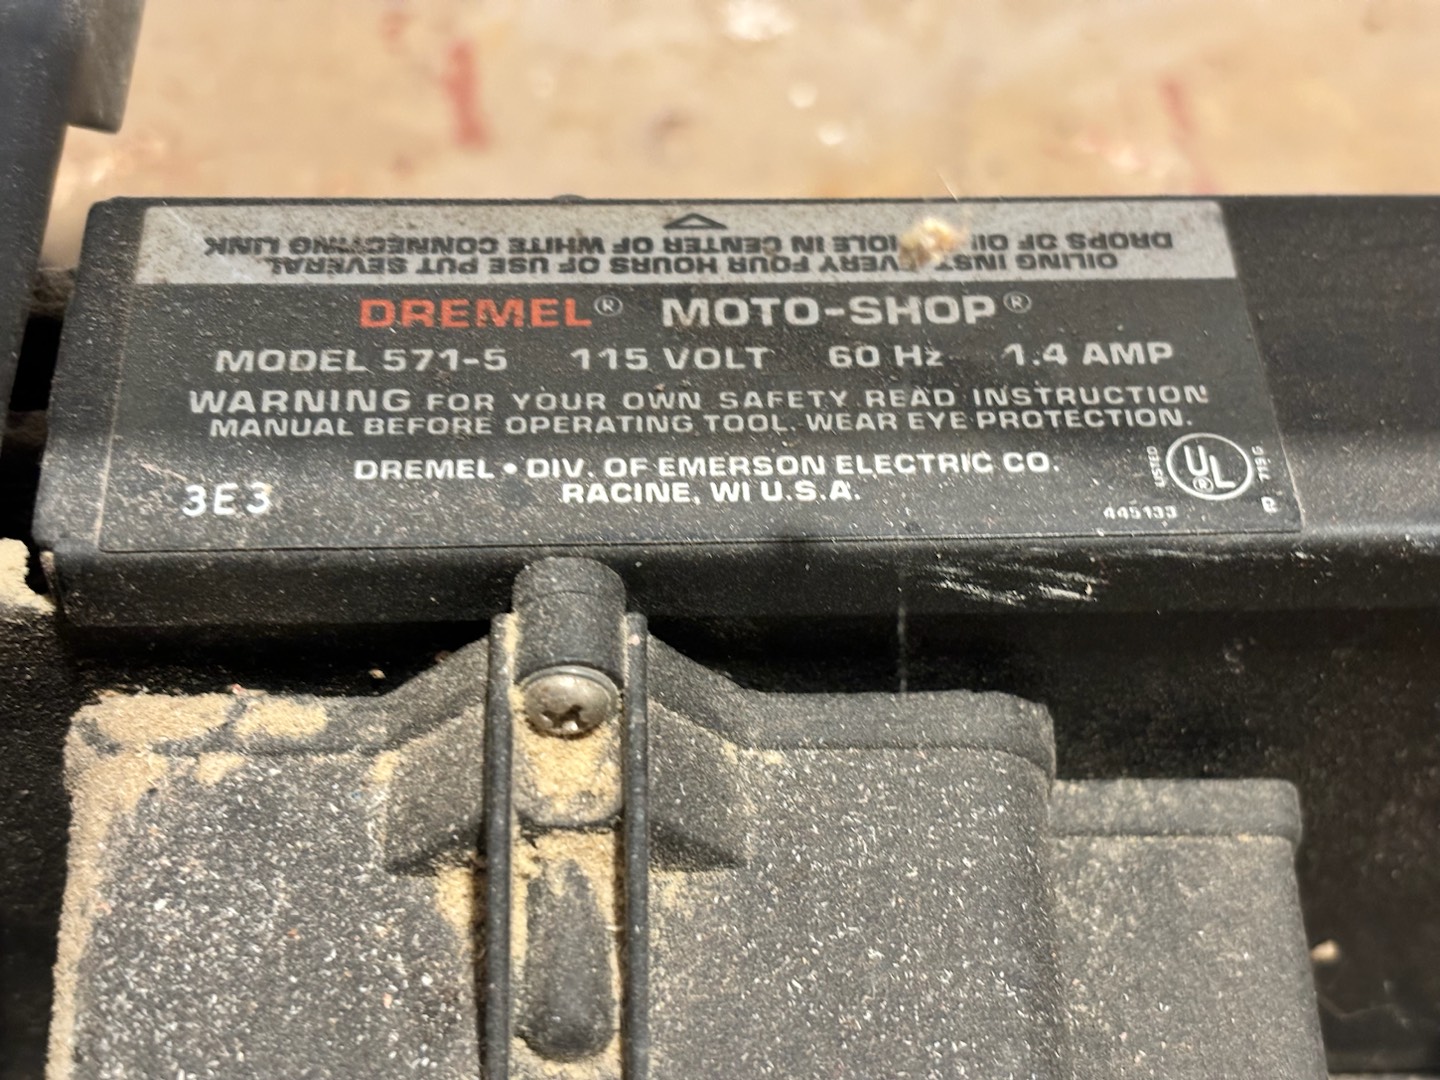 OILING INST. EVERY FOUR HOURS OF USE PUT SEVERAL
DROPS OF OIL HOLE IN CENTER OF WHITE CONNECTING LINK
DREMEL® MOTO-SHOP®
MODEL 571-5 115 VOLT 60 Hz 1.4 AMP
WARNING FOR YOUR OWN SAFETY READ INSTRUCTION
MANUAL BEFORE OPERATING TOOL. WEAR EYE PROTECTION.
DREMEL • DIV. OF EMERSON ELECTRIC CO.
RACINE, WI U.S.A.
3E3
LISTED
UL®
445133